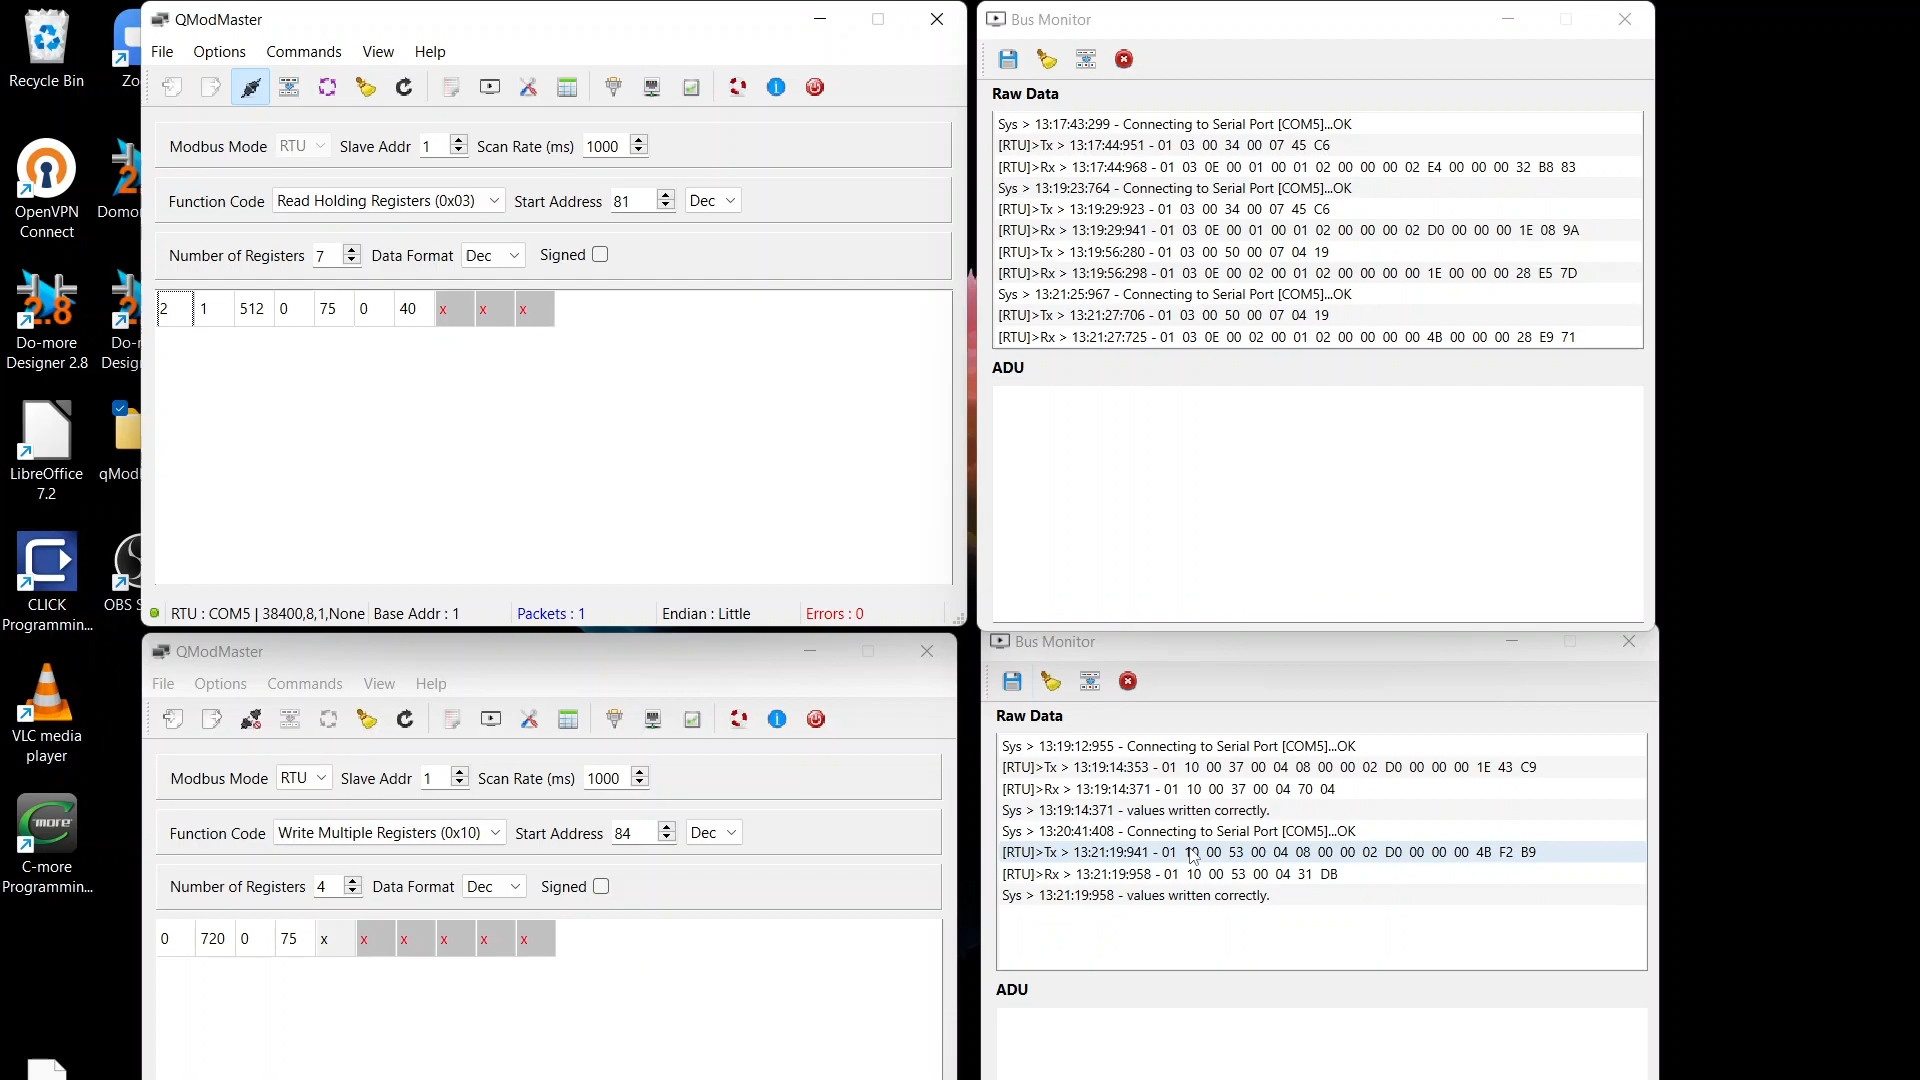 Recycle Bin
Zo
OpenVPN
Connect
Domo
2.8
Do-more
Designer 2.8
2.
Do-
Desig
LibreOffice
7.2
qMod
CLICK
Programmin...
OBS S
VLC media
player
more
C-more
Programmin...
QModMaster
File Options Commands View Help
Modbus Mode RTU Slave Addr 1 Scan Rate (ms) 1000
Function Code Read Holding Registers (0x03) Start Address 81 Dec
Number of Registers 7 Data Format Dec Signed
2 1 512 0 75 0 40 x x x
RTU : COM5 | 38400,8,1,None Base Addr : 1 Packets : 1 Endian : Little Errors : 0
Bus Monitor
Raw Data
Sys > 13:17:43:299 - Connecting to Serial Port [COM5]...OK
[RTU]>Tx > 13:17:44:951 - 01 03 00 34 00 07 45 C6
[RTU]>Rx > 13:17:44:968 - 01 03 0E 00 01 00 01 02 00 00 00 02 E4 00 00 00 32 B8 83
Sys > 13:19:23:764 - Connecting to Serial Port [COM5]...OK
[RTU]>Tx > 13:19:29:923 - 01 03 00 34 00 07 45 C6
[RTU]>Rx > 13:19:29:941 - 01 03 0E 00 01 00 01 02 00 00 00 02 D0 00 00 00 1E 08 9A
[RTU]>Tx > 13:19:56:280 - 01 03 00 50 00 07 04 19
[RTU]>Rx > 13:19:56:298 - 01 03 0E 00 02 00 01 02 00 00 00 00 1E 00 00 00 28 E5 7D
Sys > 13:21:25:967 - Connecting to Serial Port [COM5]...OK
[RTU]>Tx > 13:21:27:706 - 01 03 00 50 00 07 04 19
[RTU]>Rx > 13:21:27:725 - 01 03 0E 00 02 00 01 02 00 00 00 00 4B 00 00 00 28 E9 71
ADU
QModMaster
File Options Commands View Help
Modbus Mode RTU Slave Addr 1 Scan Rate (ms) 1000
Function Code Write Multiple Registers (0x10) Start Address 84 Dec
Number of Registers 4 Data Format Dec Signed
0 720 0 75 x x x x x x
Bus Monitor
Raw Data
Sys > 13:19:12:955 - Connecting to Serial Port [COM5]...OK
[RTU]>Tx > 13:19:14:353 - 01 10 00 37 00 04 08 00 00 02 D0 00 00 00 1E 43 C9
[RTU]>Rx > 13:19:14:371 - 01 10 00 37 00 04 70 04
Sys > 13:19:14:371 - values written correctly.
Sys > 13:20:41:408 - Connecting to Serial Port [COM5]...OK
[RTU]>Tx > 13:21:19:941 - 01 10 00 53 00 04 08 00 00 02 D0 00 00 00 4B F2 B9
[RTU]>Rx > 13:21:19:958 - 01 10 00 53 00 04 31 DB
Sys > 13:21:19:958 - values written correctly.
ADU